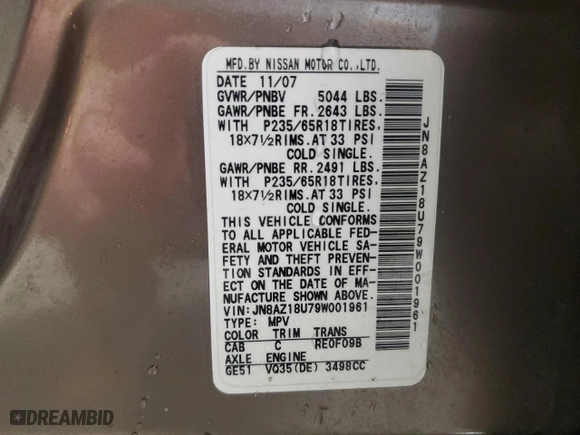 MFD.BY NISSAN MOTOR CO.,LTD.
DATE 11/07
GVWR/PNBV 5044 LBS.
GAWR/PNBE FR.2643 LBS.
WITH P235/65R18TIRES,
18×7½RIMS.AT 33 PSI
COLD SINGLE.
GAWR/PNBE RR.2491 LBS.
WITH P235/65R18TIRES,
18×7½RIMS.AT 33 PSI
COLD SINGLE.
THIS VEHICLE CONFORMS
TO ALL APPLICABLE FED-
ERAL MOTOR VEHICLE SA-
FETY AND THEFT PREVEN-
TION STANDARDS IN EFF-
ECT ON THE DATE OF MA-
NUFACTURE SHOWN ABOVE.
VIN:JN8AZ18U79W001961
TYPE: MPV
COLOR TRIM TRANS
CAB C RE0F09B
AXLE ENGINE
GE51 VQ35(DE) 3498CC
JN8AZ18U79W001961
DREAMBID